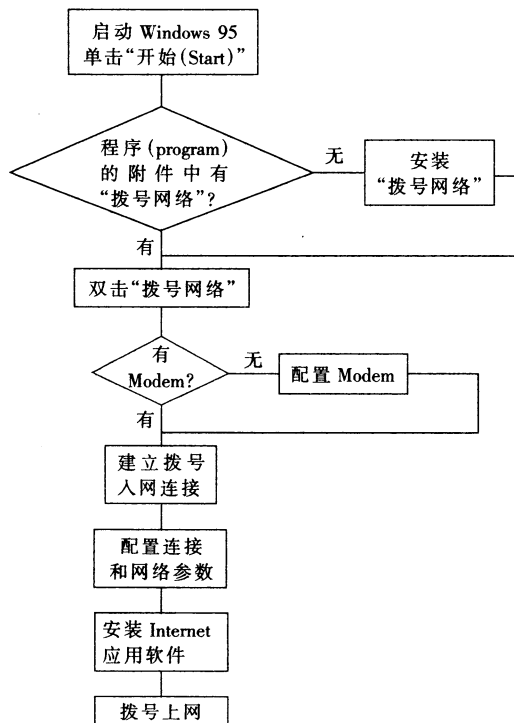 启动 Windows 95
单击“开始(Start)”
程序(program)
的附件中有
“拨号网络”?
无
安装
“拨号网络”
有
双击“拨号网络”
有
Modem?
无
配置 Modem
有
建立拨号
入网连接
配置连接
和网络参数
安装 Internet
应用软件
拨号上网